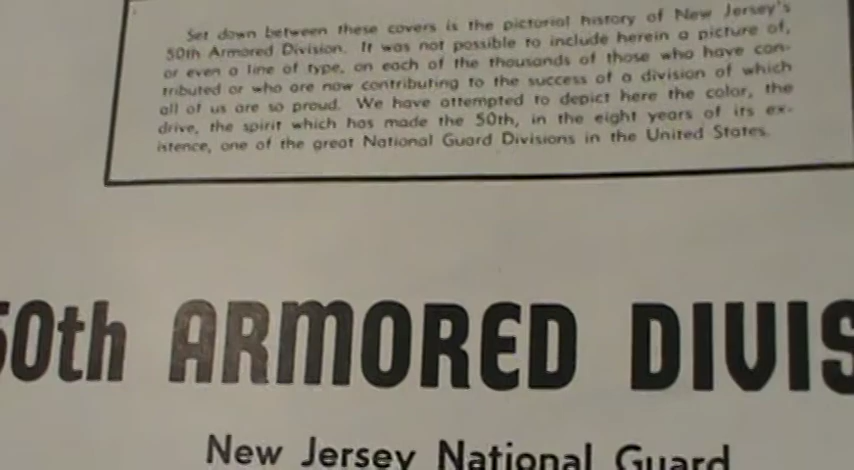 Set down between these covers is the pictorial history of New Jersey's
50th Armored Division. It was not possible to include herein a picture of,
or even a line of type, on each of the thousands of those who have con-
tributed or who are now contributing to the success of a division of which
all of us are so proud. We have attempted to depict here the color, the
drive, the spirit which has made the 50th, in the eight years of its ex-
istence, one of the great National Guard Divisions in the United States.
50th ARMORED DIVIS
New Jersey National Guard